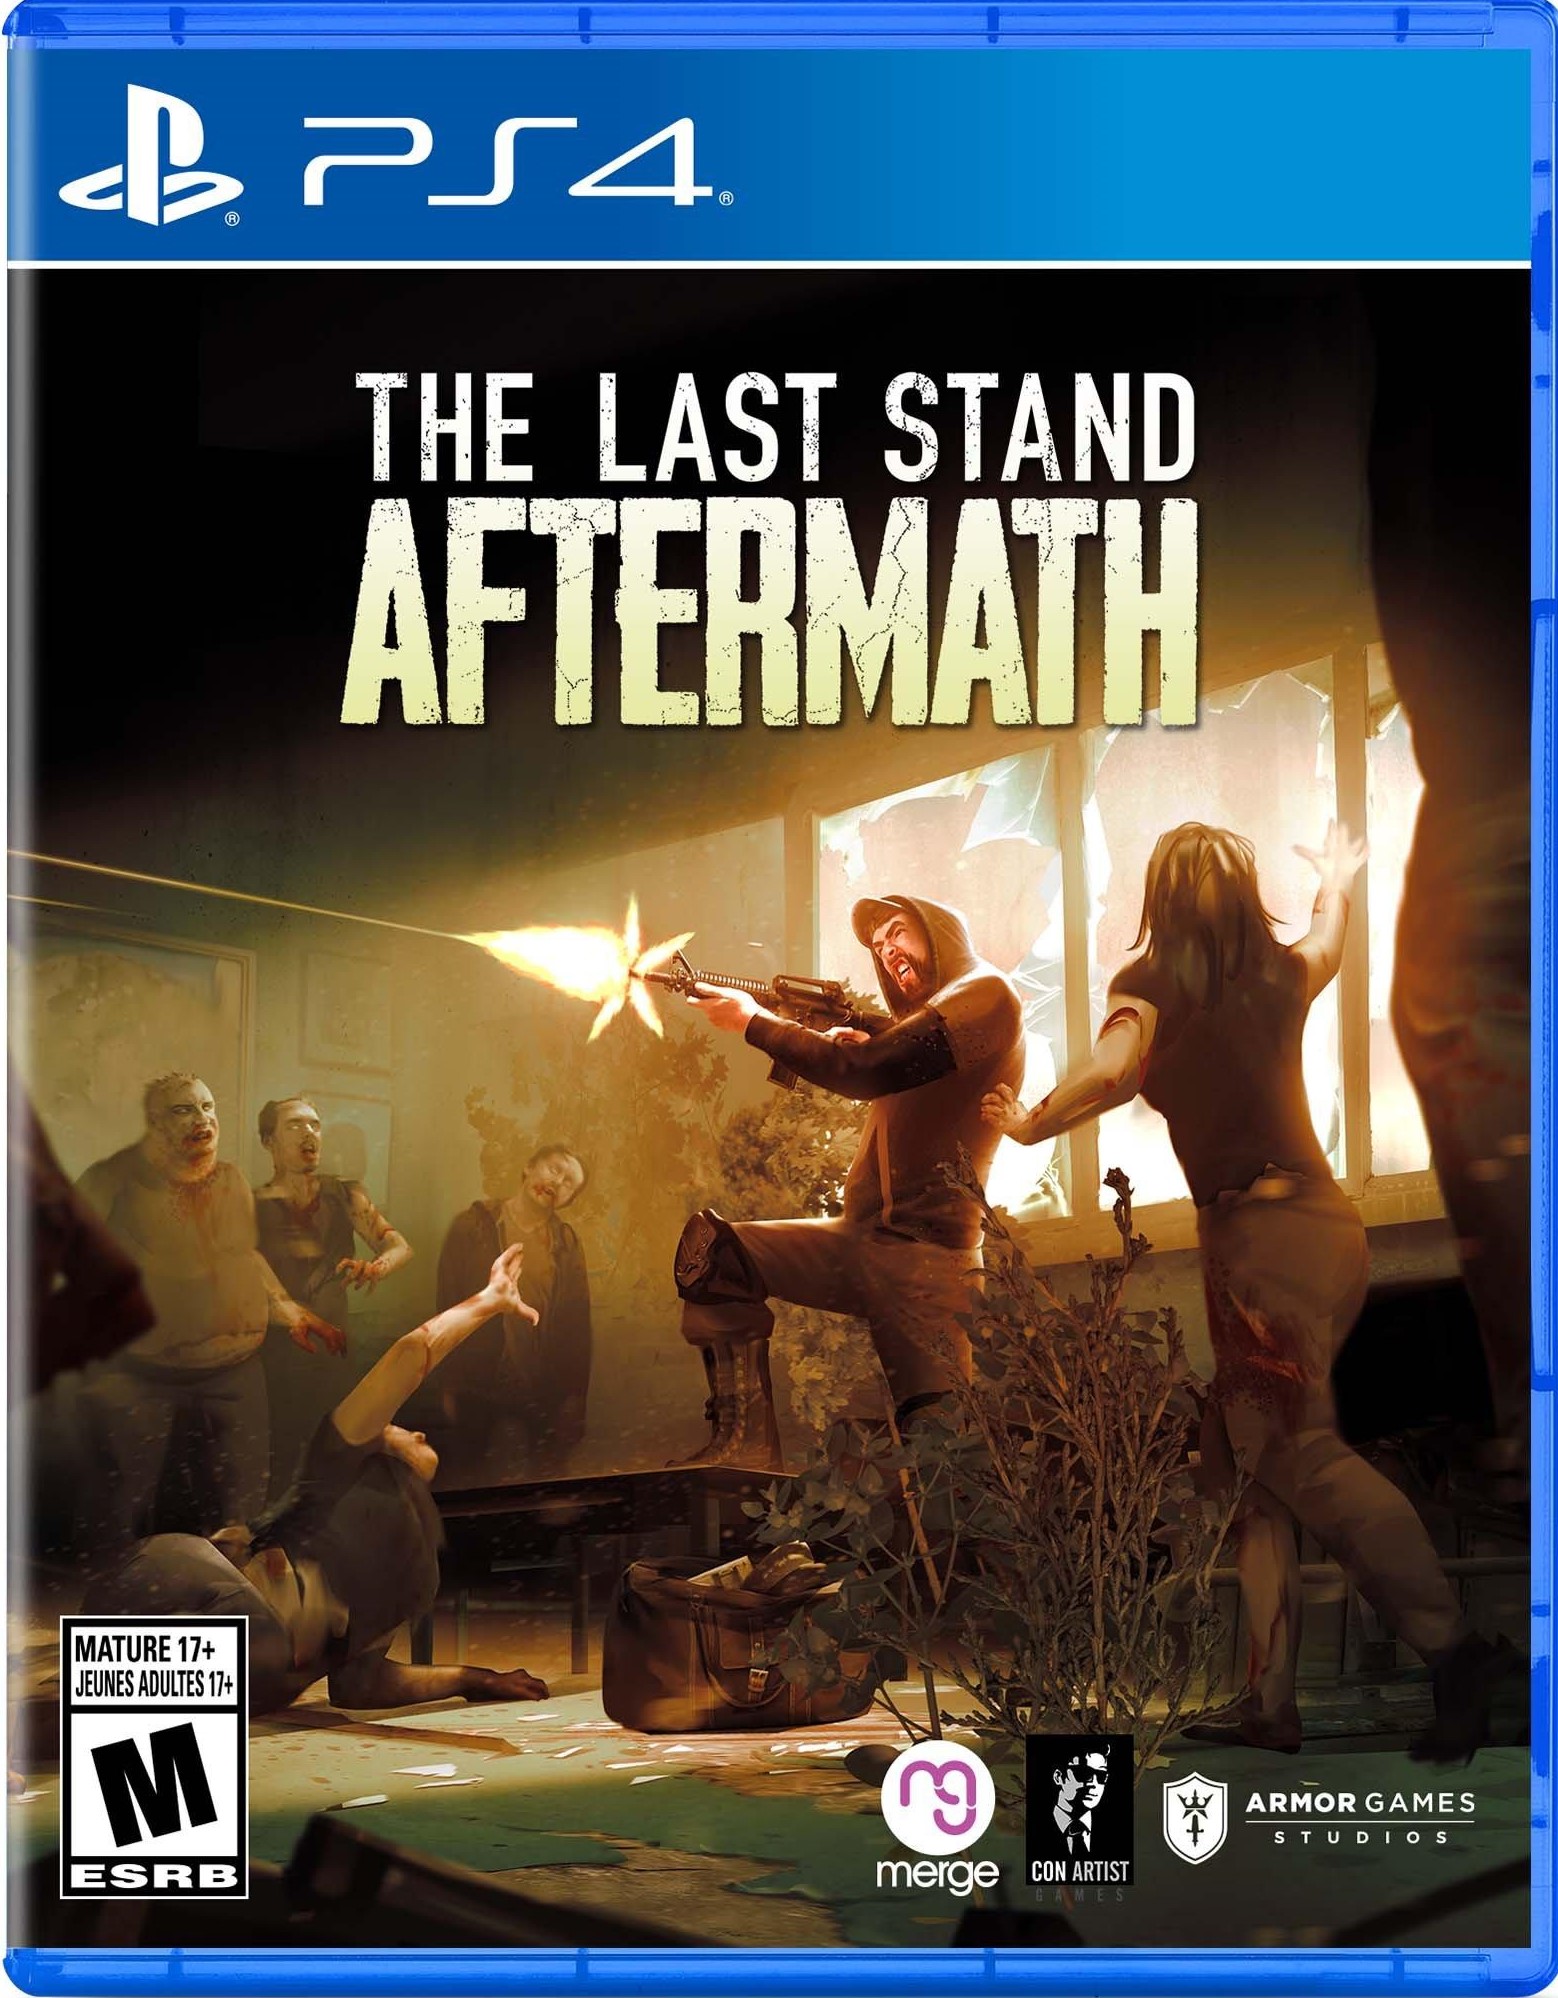 PS4
®
®
THE LAST STAND
AFTERMATH
MATURE 17+
JEUNES ADULTES 17+
M
ESRB
merge
CON ARTIST
GAMES
ARMOR GAMES
STUDIOS